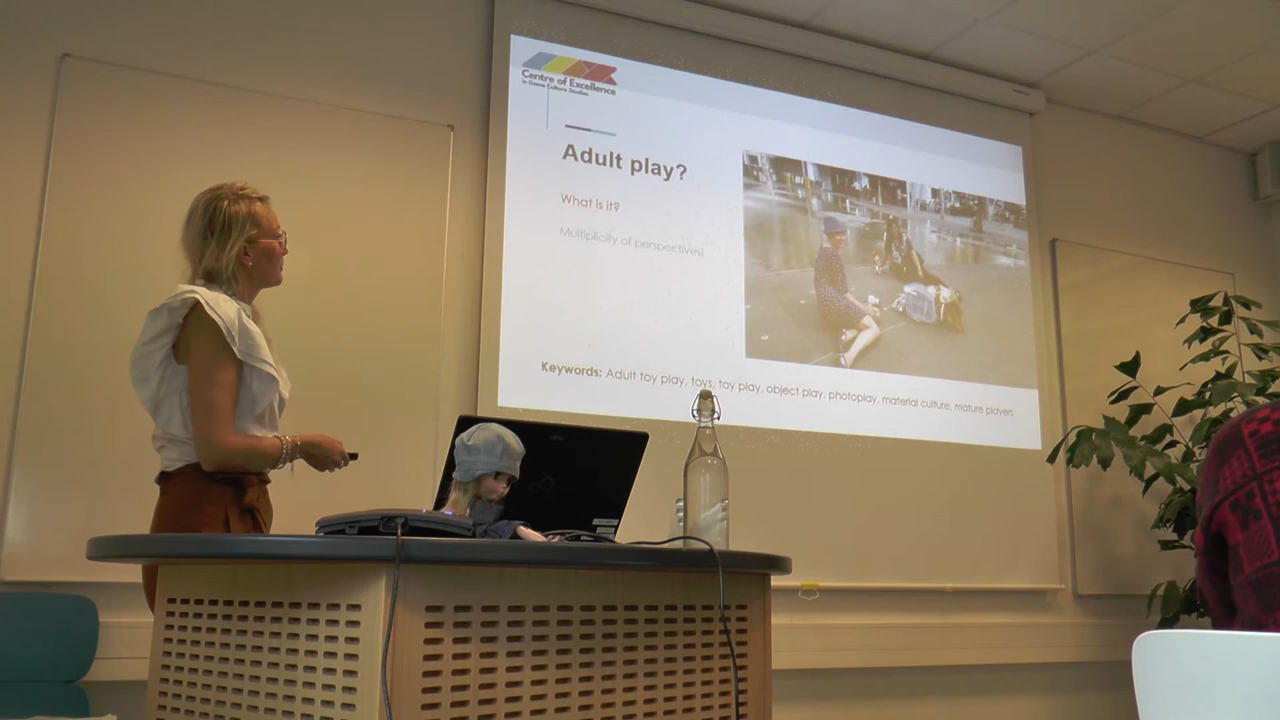 Centre of Excellence
in Game Culture Studies
Adult play?
What is it?
Multiplicity of perspectives!
Keywords: Adult toy play, toys, toy play, object play, photoplay, material culture, mature players